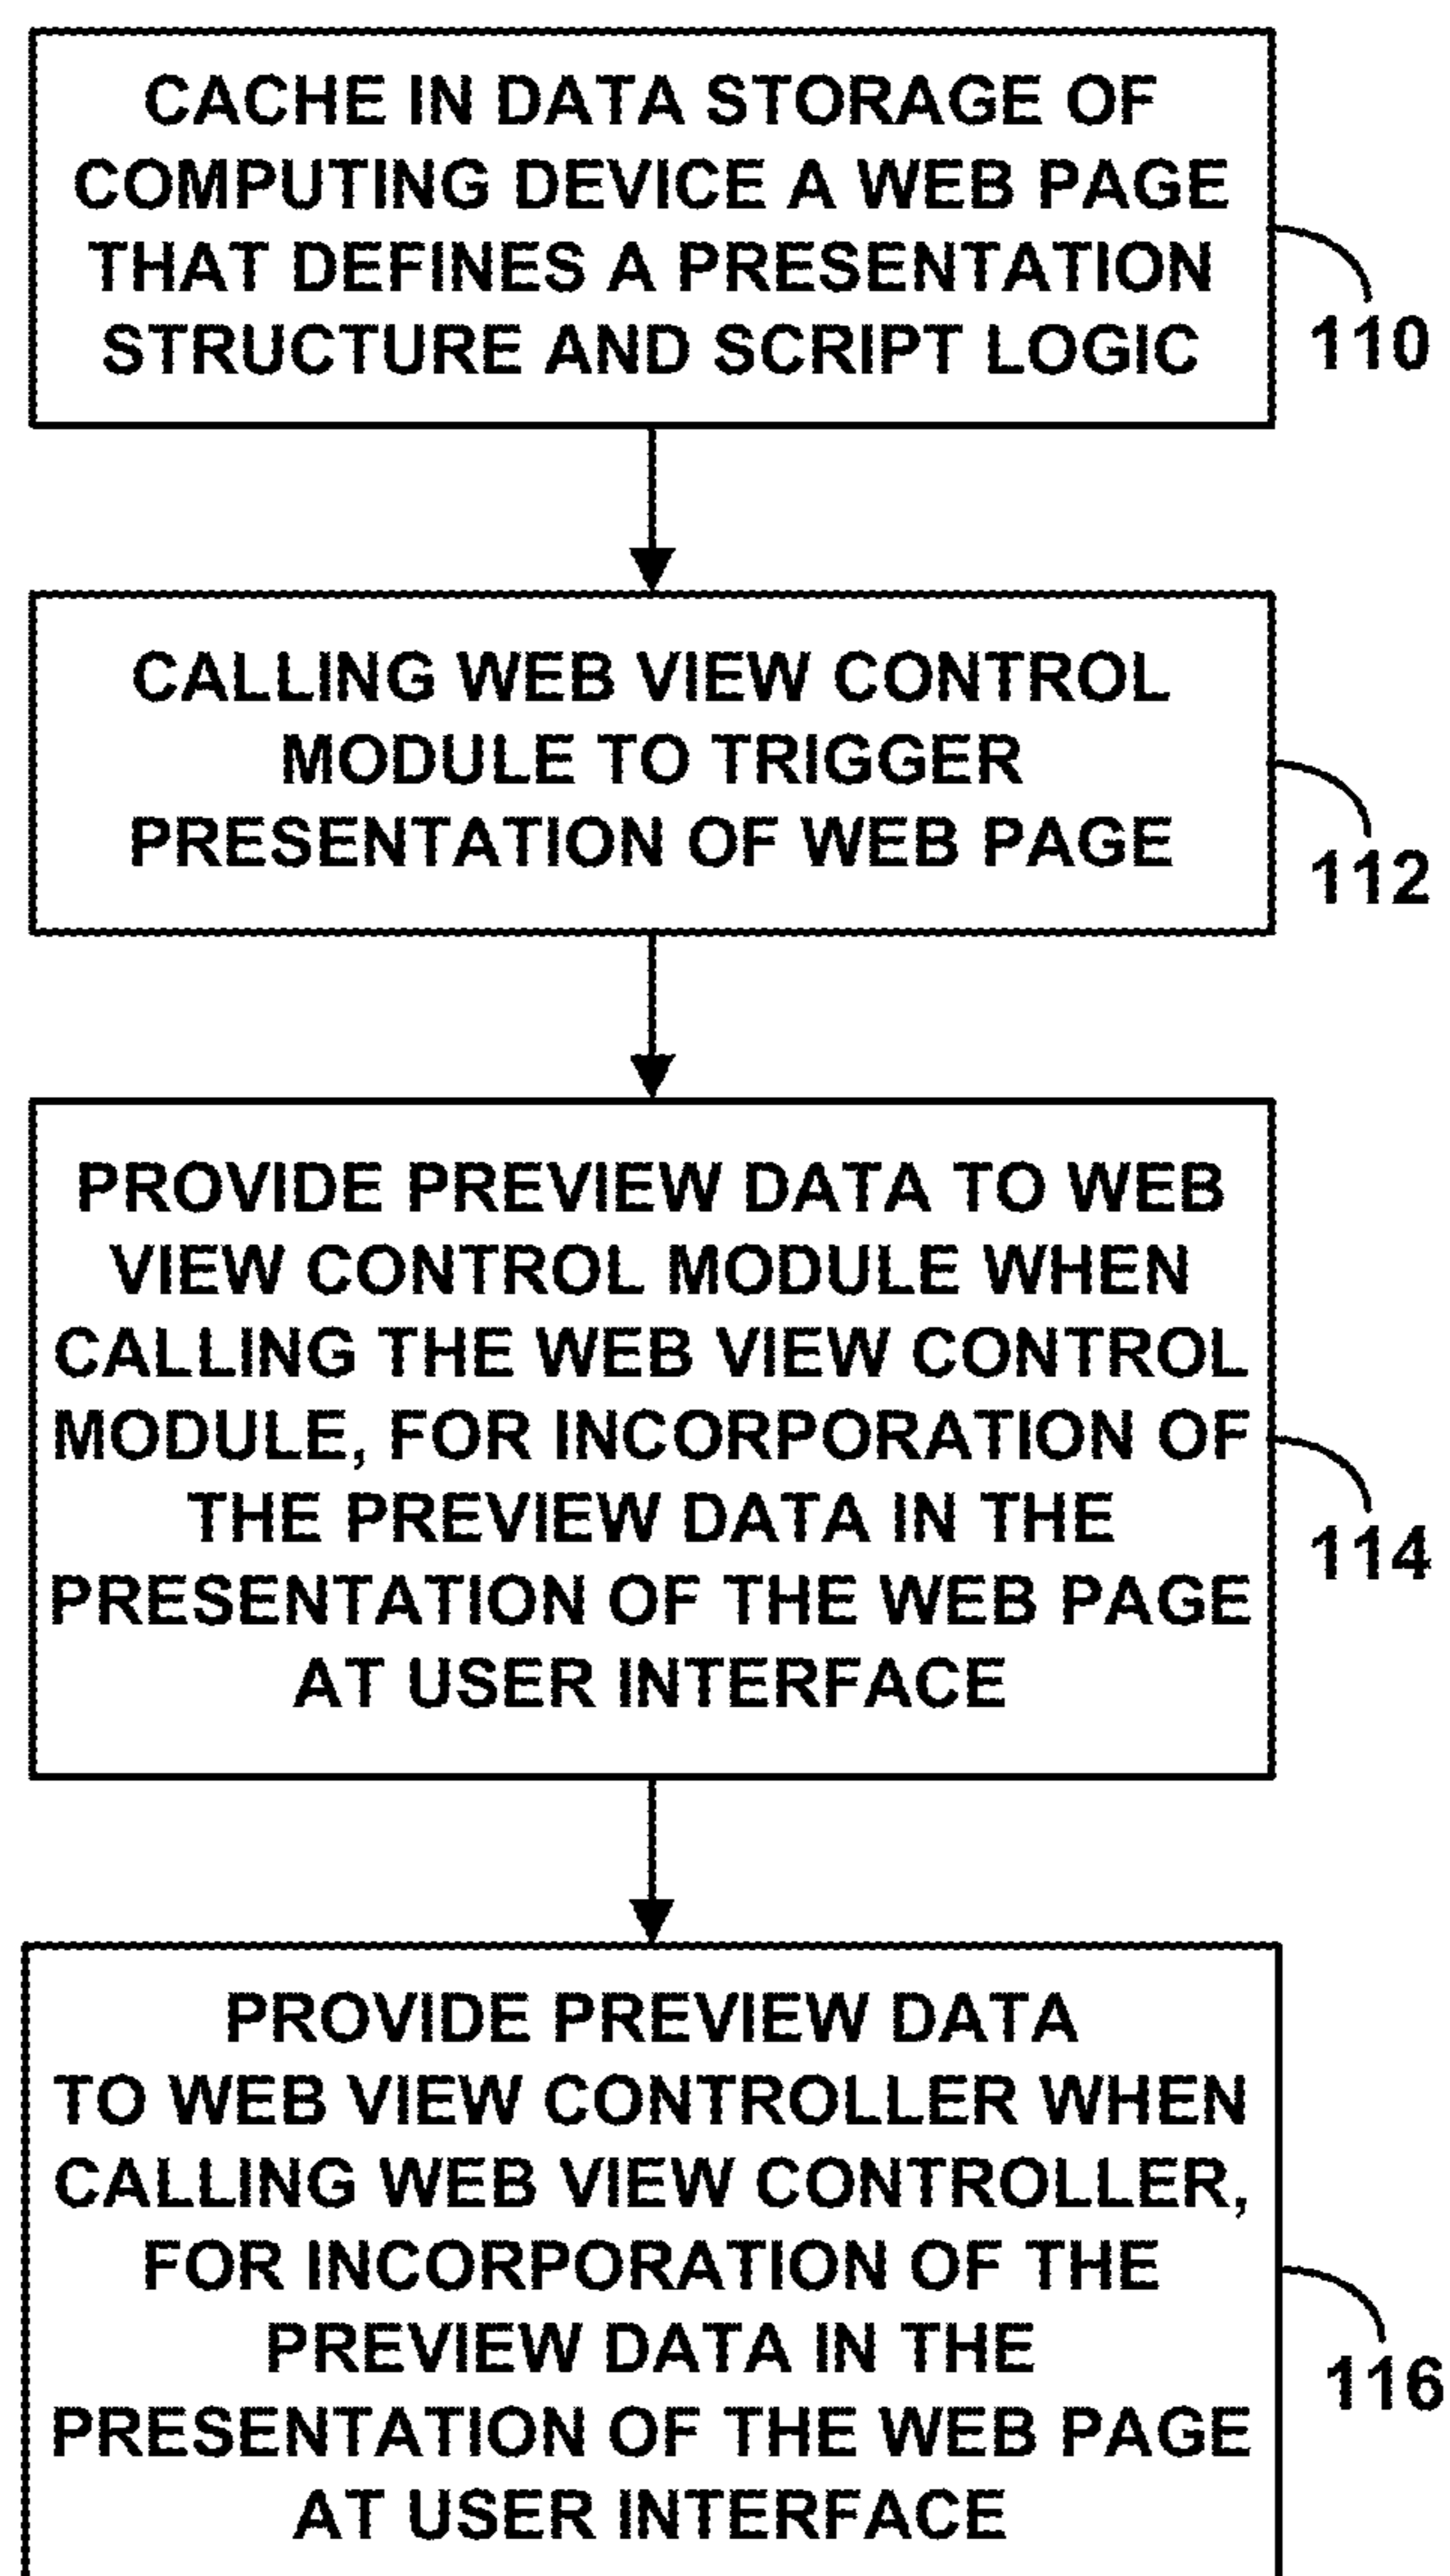 CACHE IN DATA STORAGE OF
COMPUTING DEVICE A WEB PAGE
THAT DEFINES A PRESENTATION
STRUCTURE AND SCRIPT LOGIC
110
CALLING WEB VIEW CONTROL
MODULE TO TRIGGER
PRESENTATION OF WEB PAGE
112
PROVIDE PREVIEW DATA TO WEB
VIEW CONTROL MODULE WHEN
CALLING THE WEB VIEW CONTROL
MODULE, FOR INCORPORATION OF
THE PREVIEW DATA IN THE
PRESENTATION OF THE WEB PAGE
AT USER INTERFACE
114
PROVIDE PREVIEW DATA
TO WEB VIEW CONTROLLER WHEN
CALLING WEB VIEW CONTROLLER,
FOR INCORPORATION OF THE
PREVIEW DATA IN THE
PRESENTATION OF THE WEB PAGE
AT USER INTERFACE
116